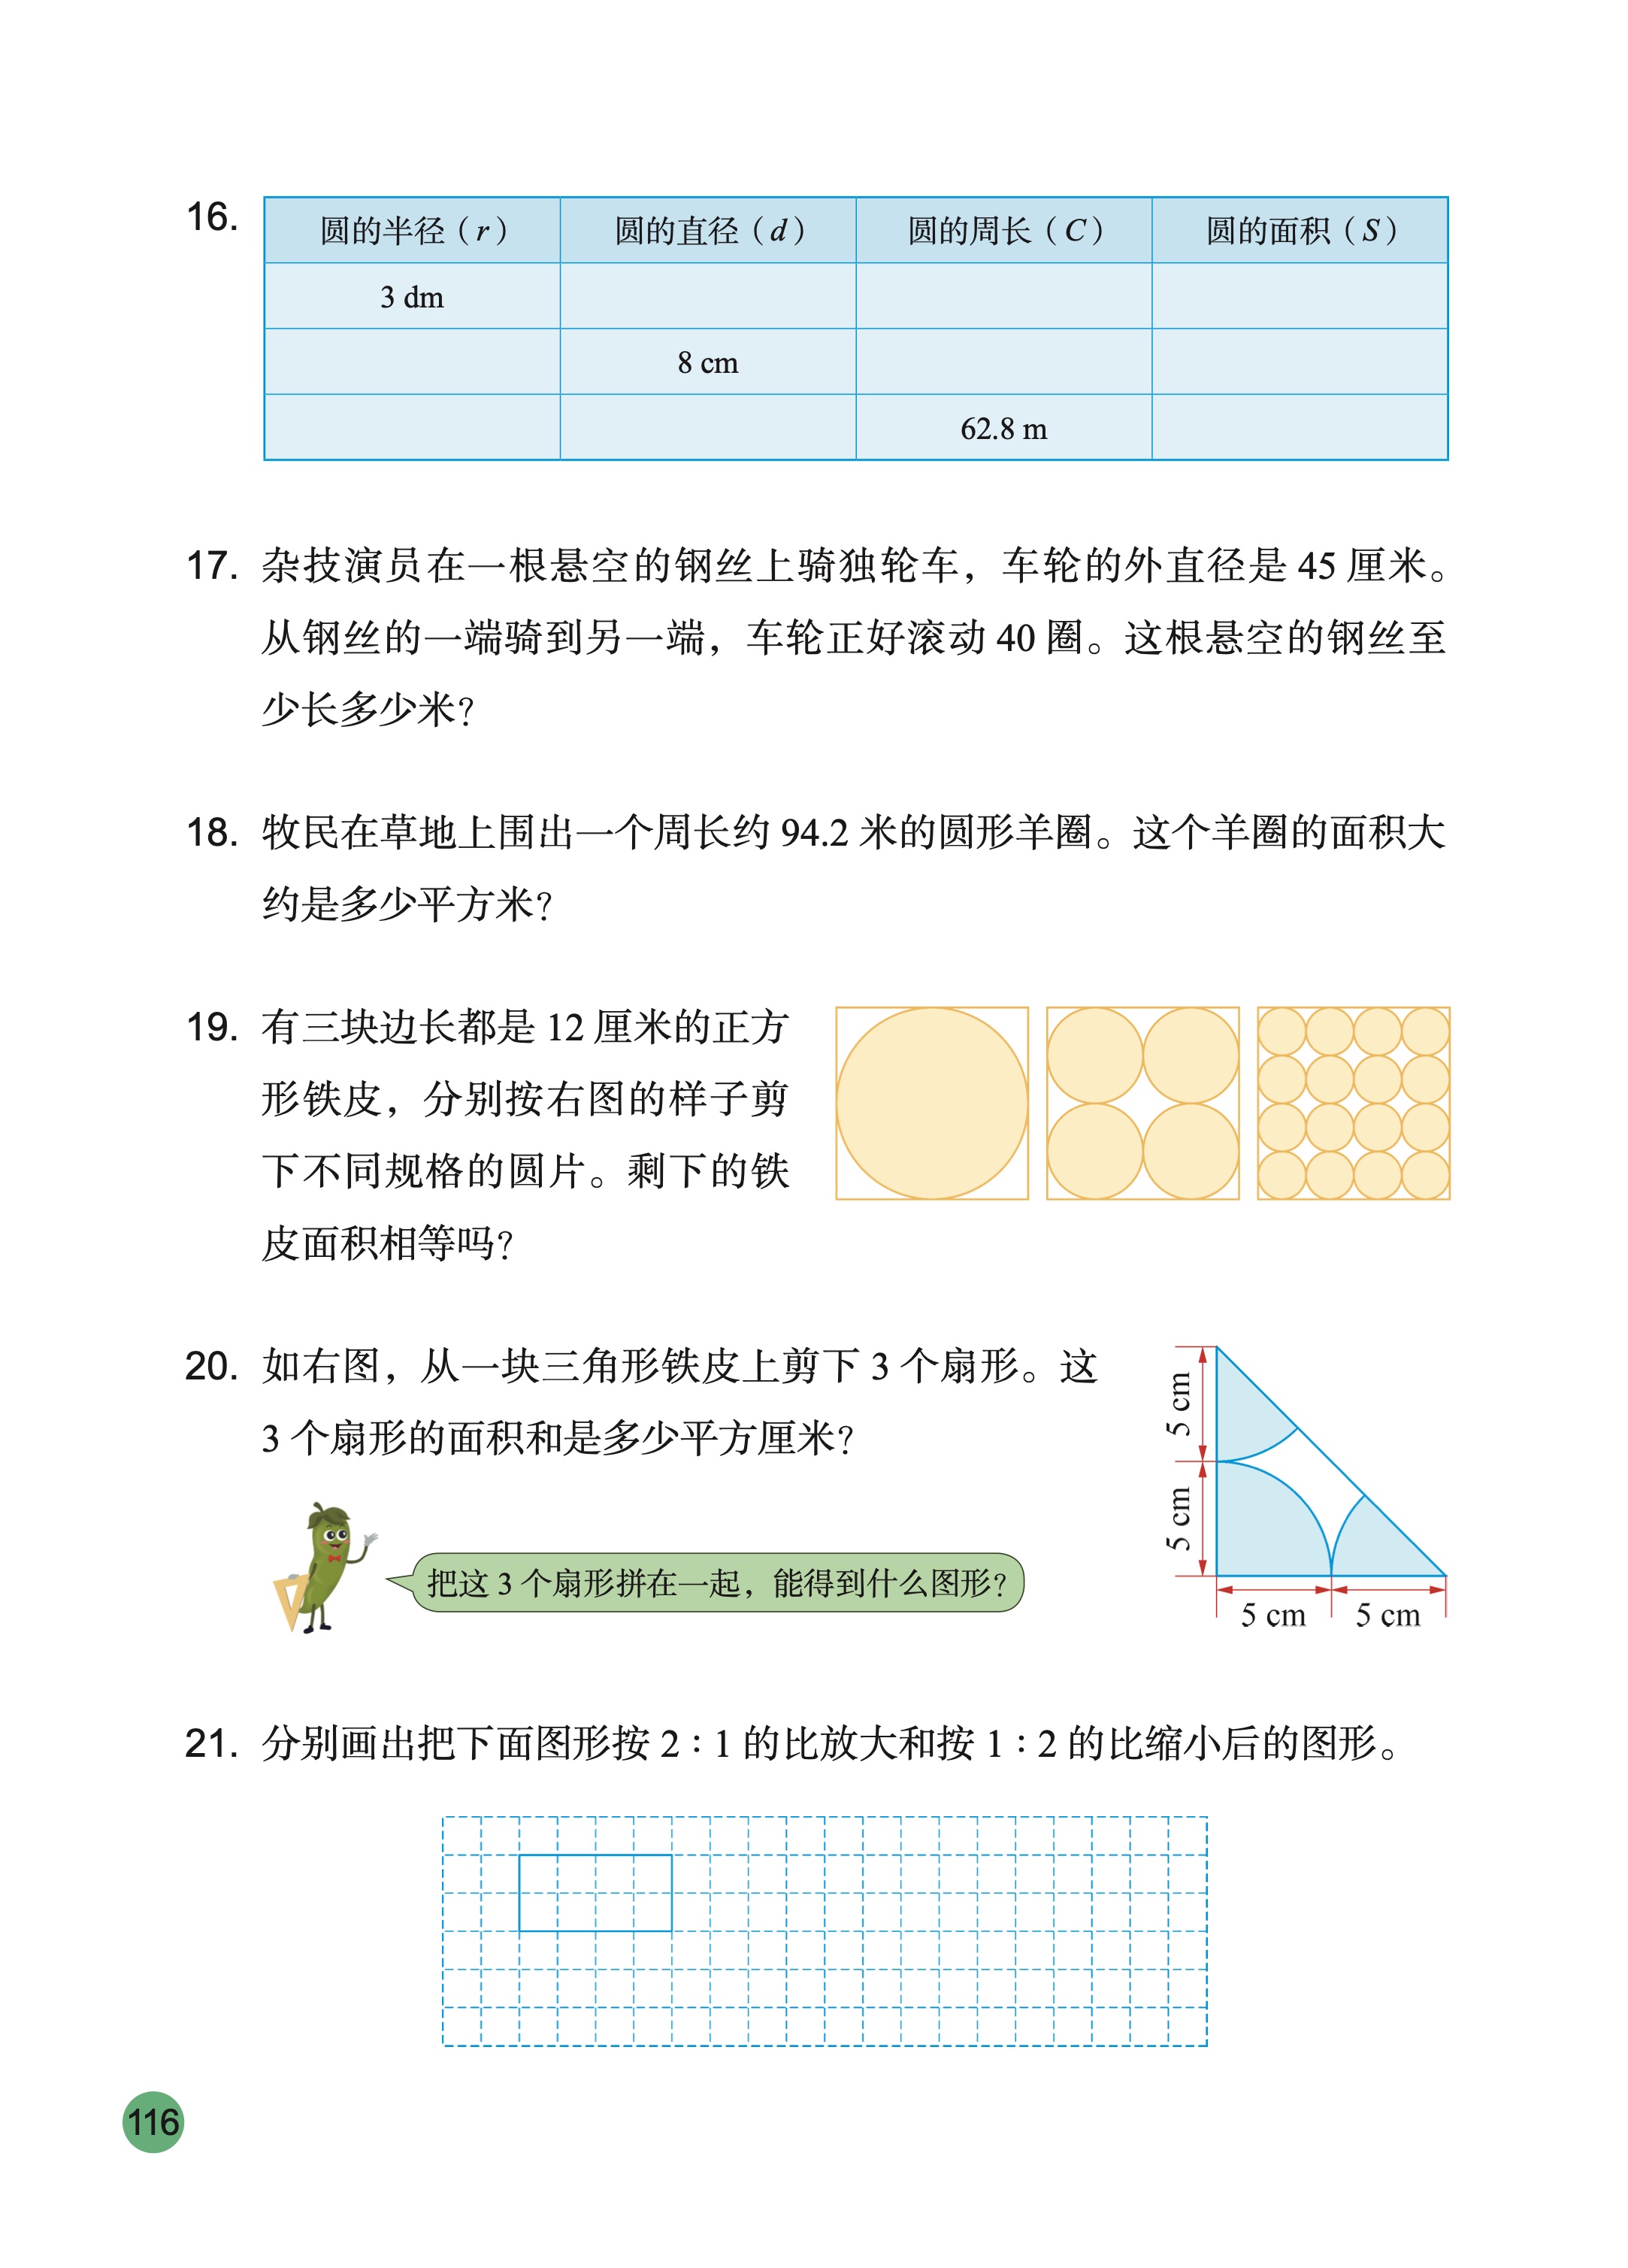 16.
圆的半径（r） 圆的直径（d） 圆的周长（C） 圆的面积（S）
3 dm
8 cm
62.8 m
17. 杂技演员在一根悬空的钢丝上骑独轮车，车轮的外直径是 45 厘米。
从钢丝的一端骑到另一端，车轮正好滚动 40 圈。这根悬空的钢丝至
少长多少米？
18. 牧民在草地上围出一个周长约 94.2 米的圆形羊圈。这个羊圈的面积大
约是多少平方米？
19. 有三块边长都是 12 厘米的正方
形铁皮，分别按右图的样子剪
下不同规格的圆片。剩下的铁
皮面积相等吗？
20. 如右图，从一块三角形铁皮上剪下 3 个扇形。这
3 个扇形的面积和是多少平方厘米？
把这 3 个扇形拼在一起，能得到什么图形？
5 cm
5 cm
5 cm 5 cm
21. 分别画出把下面图形按 2∶1 的比放大和按 1∶2 的比缩小后的图形。
116